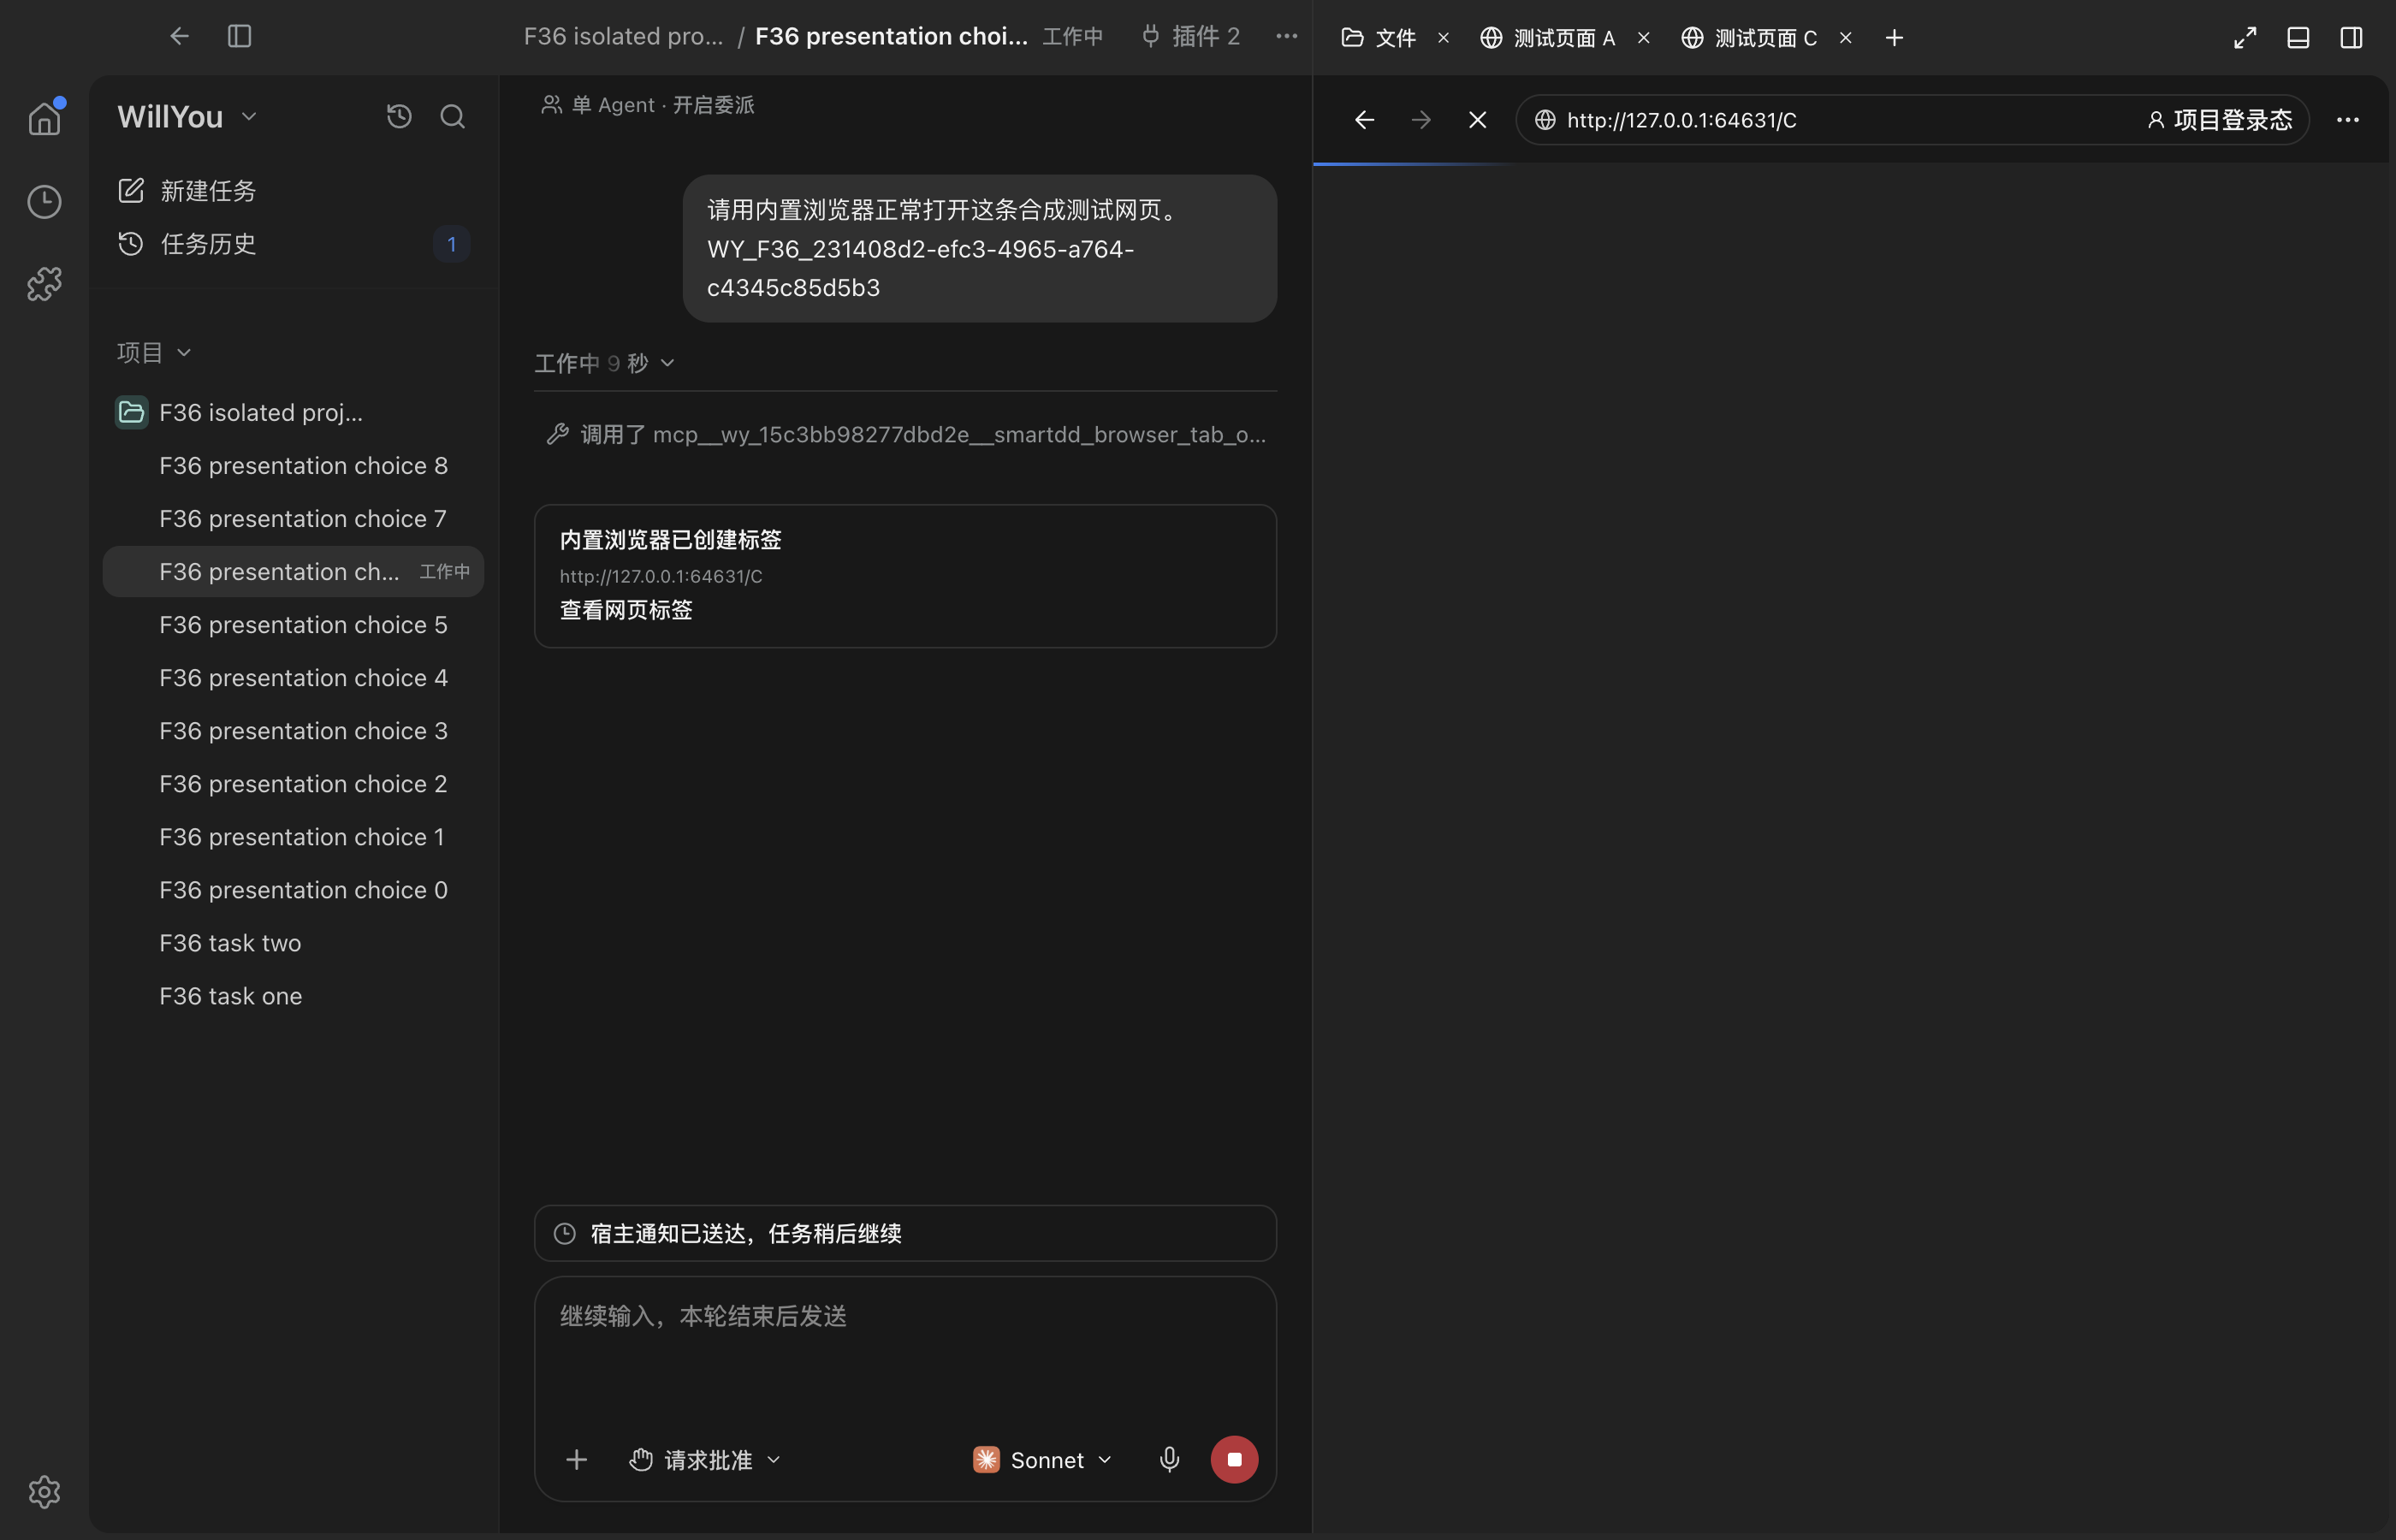 F36 isolated pro... / F36 presentation choi... 工作中 插件 2
文件 测试页面 A 测试页面 C
WillYou
新建任务
任务历史 1
项目
F36 isolated proj...
F36 presentation choice 8
F36 presentation choice 7
F36 presentation ch... 工作中
F36 presentation choice 5
F36 presentation choice 4
F36 presentation choice 3
F36 presentation choice 2
F36 presentation choice 1
F36 presentation choice 0
F36 task two
F36 task one
单 Agent · 开启委派
请用内置浏览器正常打开这条合成测试网页。
WY_F36_231408d2-efc3-4965-a764-
c4345c85d5b3
工作中 9 秒
调用了 mcp__wy_15c3bb98277dbd2e__smartdd_browser_tab_o...
内置浏览器已创建标签
http://127.0.0.1:64631/C
查看网页标签
宿主通知已送达，任务稍后继续
继续输入，本轮结束后发送
请求批准 Sonnet
http://127.0.0.1:64631/C 项目登录态